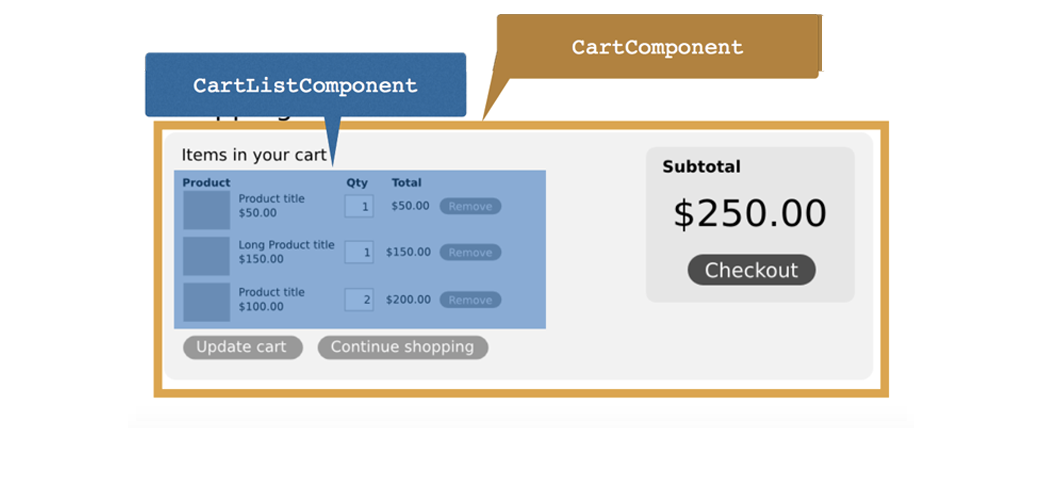 CartComponent
CartListComponent
Items in your cart
Product Qty Total
Product title
$50.00
1 $50.00 Remove
Long Product title
$150.00
1 $150.00 Remove
Product title
$100.00
2 $200.00 Remove
Update cart Continue shopping
Subtotal
$250.00
Checkout